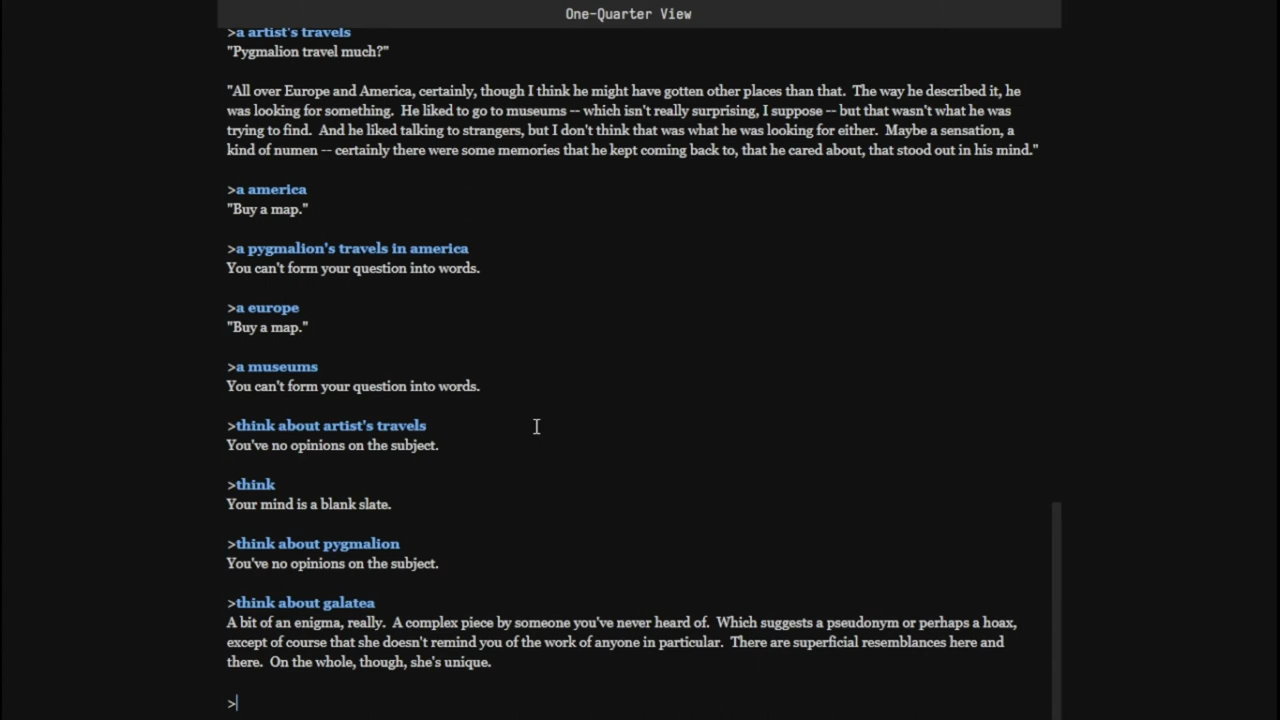 One-Quarter View
>a artist's travels
"Pygmalion travel much?"
"All over Europe and America, certainly, though I think he might have gotten other places than that.  The way he described it, he
was looking for something.  He liked to go to museums -- which isn't really surprising, I suppose -- but that wasn't what he was
trying to find.  And he liked talking to strangers, but I don't think that was what he was looking for either.  Maybe a sensation, a
kind of numen -- certainly there were some memories that he kept coming back to, that he cared about, that stood out in his mind."
>a america
"Buy a map."
>a pygmalion's travels in america
You can't form your question into words.
>a europe
"Buy a map."
>a museums
You can't form your question into words.
>think about artist's travels
You've no opinions on the subject.
>think
Your mind is a blank slate.
>think about pygmalion
You've no opinions on the subject.
>think about galatea
A bit of an enigma, really.  A complex piece by someone you've never heard of.  Which suggests a pseudonym or perhaps a hoax,
except of course that she doesn't remind you of the work of anyone in particular.  There are superficial resemblances here and
there.  On the whole, though, she's unique.
>